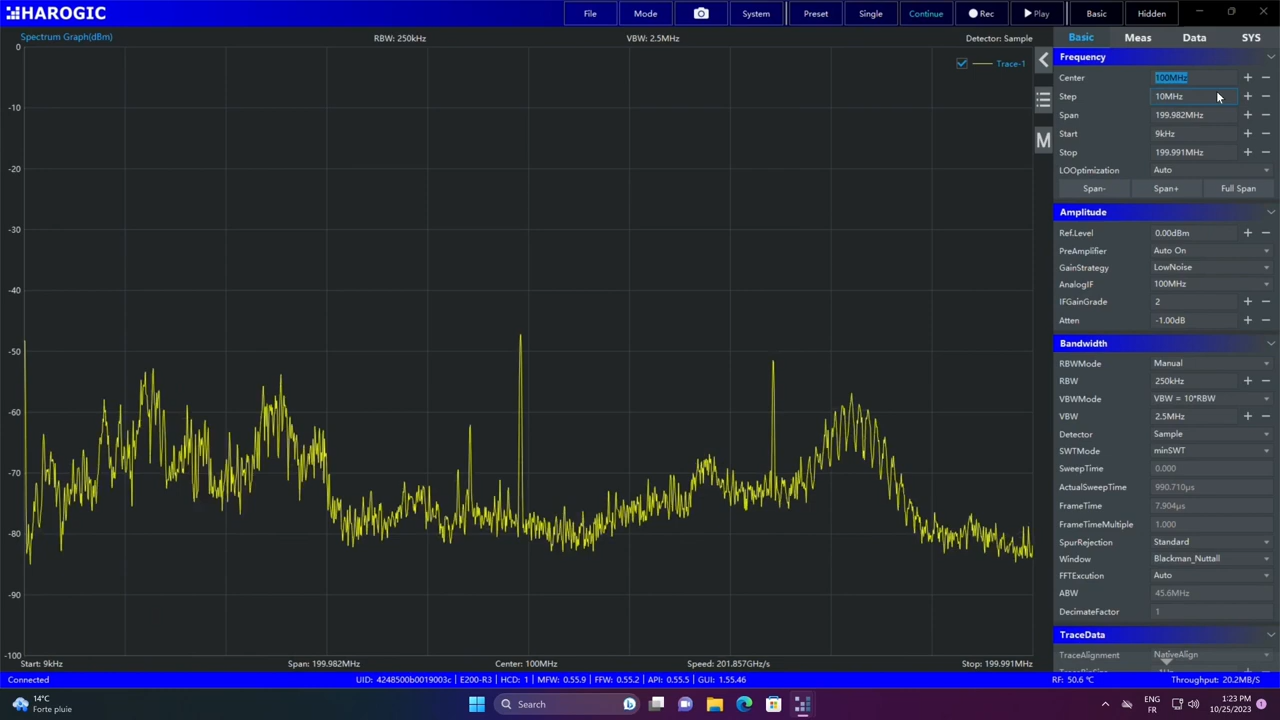 HAROGIC
File
Mode
System
Preset
Single
Continue
Rec
Play
Basic
Hidden
Spectrum Graph(dBm)
RBW: 250kHz
VBW: 2.5MHz
Detector: Sample
Trace-1
M
0
-10
-20
-30
-40
-50
-60
-70
-80
-90
-100
Start: 9kHz
Span: 199.982MHz
Center: 100MHz
Speed: 201.857GHz/s
Stop: 199.991MHz
Basic
Meas
Data
SYS
Frequency
Center 100MHz + −
Step 10MHz + −
Span 199.982MHz + −
Start 9kHz + −
Stop 199.991MHz + −
LOOptimization Auto
Span- Span+ Full Span
Amplitude
Ref.Level 0.00dBm + −
PreAmplifier Auto On
GainStrategy LowNoise
AnalogIF 100MHz
IFGainGrade 2 + −
Atten -1.00dB + −
Bandwidth
RBWMode Manual
RBW 250kHz + −
VBWMode VBW = 10*RBW
VBW 2.5MHz + −
Detector Sample
SWTMode minSWT
SweepTime 0.000
ActualSweepTime 990.710µs
FrameTime 7.904µs
FrameTimeMultiple 1.000
SpurRejection Standard
Window Blackman_Nuttall
FFTExcution Auto
ABW 45.6MHz
DecimateFactor 1
TraceData
TraceAlignment NativeAlign
Connected
UID: 4248500b0019003c | E200-R3 | HCD: 1 | MFW: 0.55.9 | FFW: 0.55.2 | API: 0.55.5 | GUI: 1.55.46
RF: 50.6 ℃
Throughput: 20.2MB/S
14°C
Forte pluie
Search
ENG
FR
1:23 PM
10/25/2023